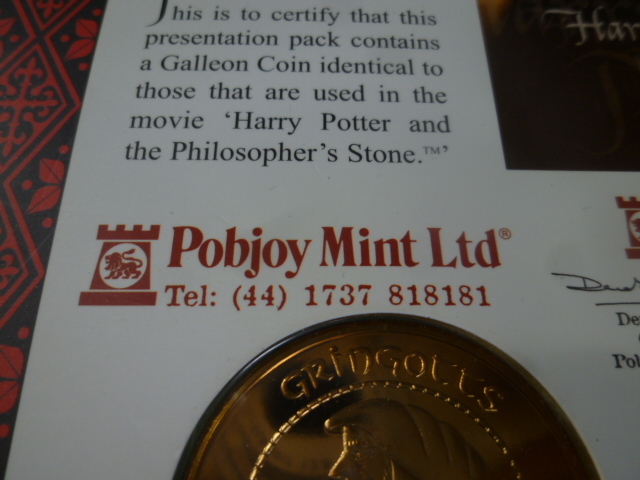 This is to certify that this
presentation pack contains
a Galleon Coin identical to
those that are used in the
movie ‘Harry Potter and
the Philosopher’s Stone.™’
Pobjoy Mint Ltd®
Tel: (44) 1737 818181
GRINGOTTS